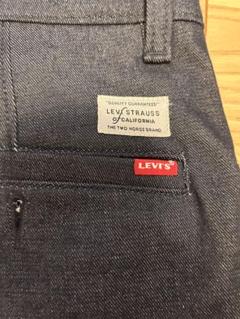 "QUALITY GUARANTEED"
LEVI STRAUSS
of CALIFORNIA
THE TWO HORSE BRAND
LEVI'S®